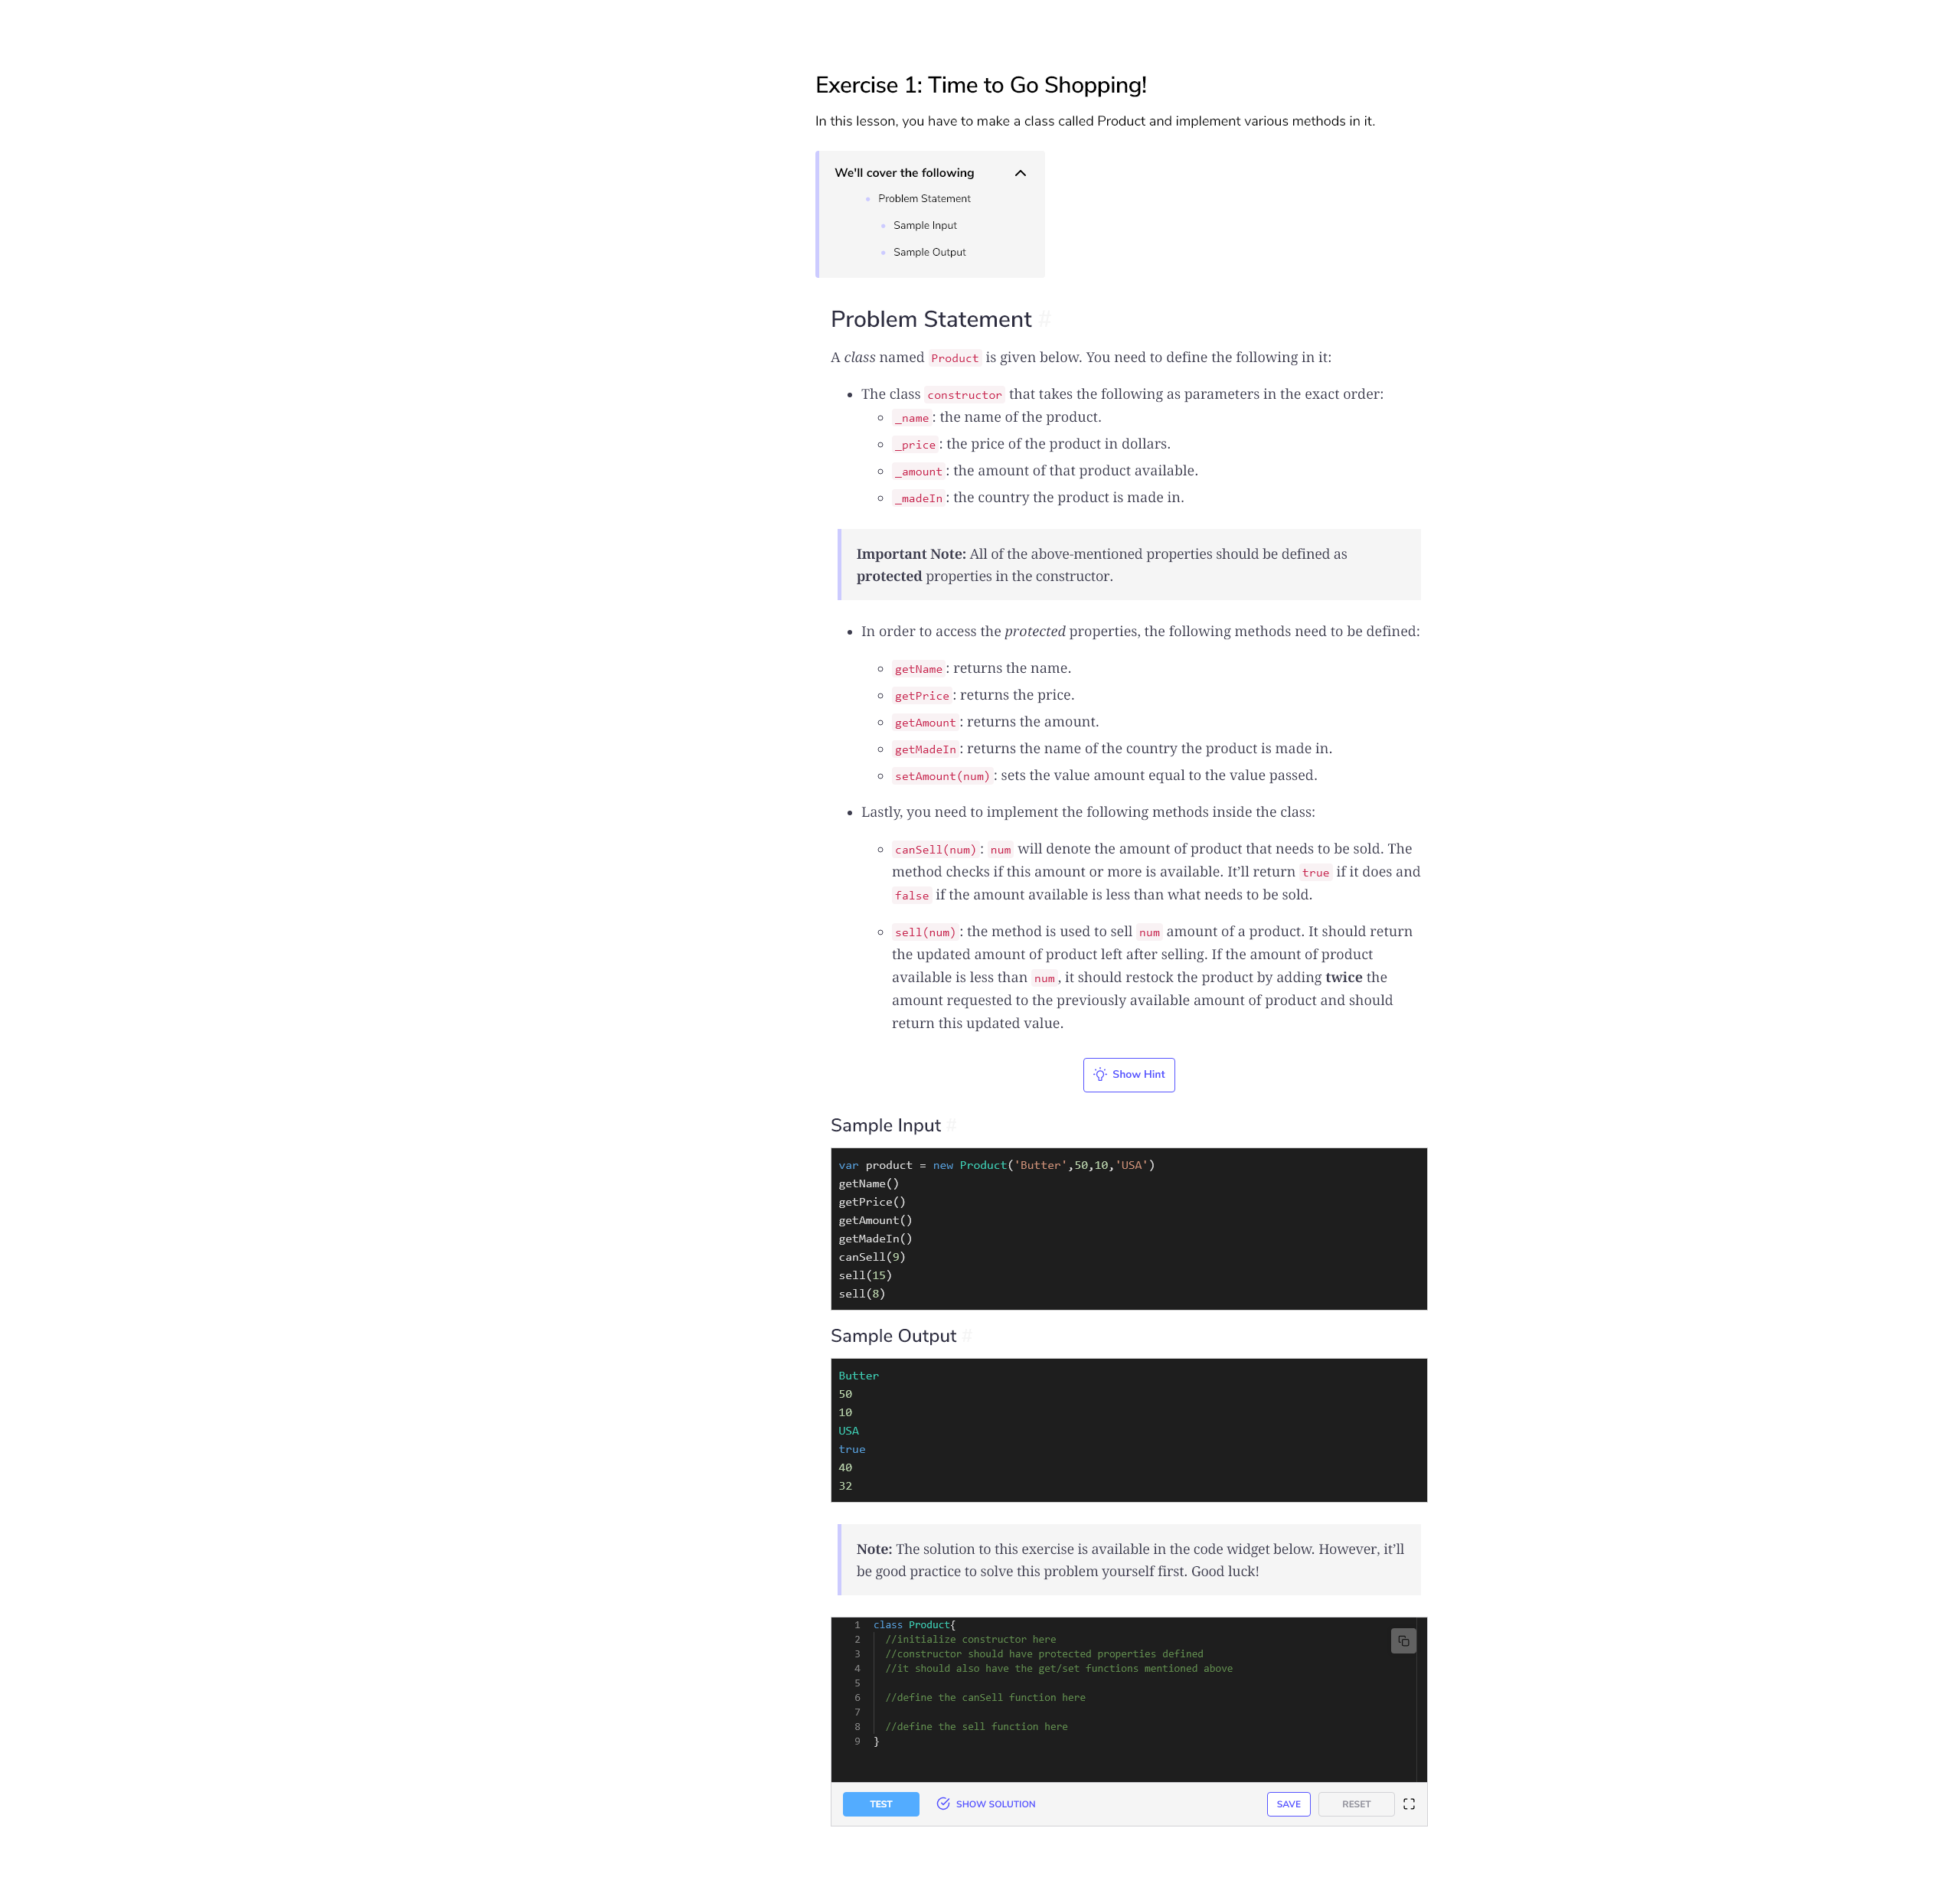 Exercise 1: Time to Go Shopping!
In this lesson, you have to make a class called Product and implement various methods in it.
We'll cover the following
Problem Statement
Sample Input
Sample Output
Problem Statement #
A class named Product is given below. You need to define the following in it:
The class constructor that takes the following as parameters in the exact order:
_name: the name of the product.
_price: the price of the product in dollars.
_amount: the amount of that product available.
_madeIn: the country the product is made in.
Important Note: All of the above-mentioned properties should be defined as
protected properties in the constructor.
In order to access the protected properties, the following methods need to be defined:
getName: returns the name.
getPrice: returns the price.
getAmount: returns the amount.
getMadeIn: returns the name of the country the product is made in.
setAmount(num): sets the value amount equal to the value passed.
Lastly, you need to implement the following methods inside the class:
canSell(num): num will denote the amount of product that needs to be sold. The
method checks if this amount or more is available. It’ll return true if it does and
false if the amount available is less than what needs to be sold.
sell(num): the method is used to sell num amount of a product. It should return
the updated amount of product left after selling. If the amount of product
available is less than num, it should restock the product by adding twice the
amount requested to the previously available amount of product and should
return this updated value.
Show Hint
Sample Input #
var product = new Product('Butter',50,10,'USA')
getName()
getPrice()
getAmount()
getMadeIn()
canSell(9)
sell(15)
sell(8)
Sample Output #
Butter
50
10
USA
true
40
32
Note: The solution to this exercise is available in the code widget below. However, it’ll
be good practice to solve this problem yourself first. Good luck!
1 class Product{
2 //initialize constructor here
3 //constructor should have protected properties defined
4 //it should also have the get/set functions mentioned above
5
6 //define the canSell function here
7
8 //define the sell function here
9 }
TEST SHOW SOLUTION SAVE RESET